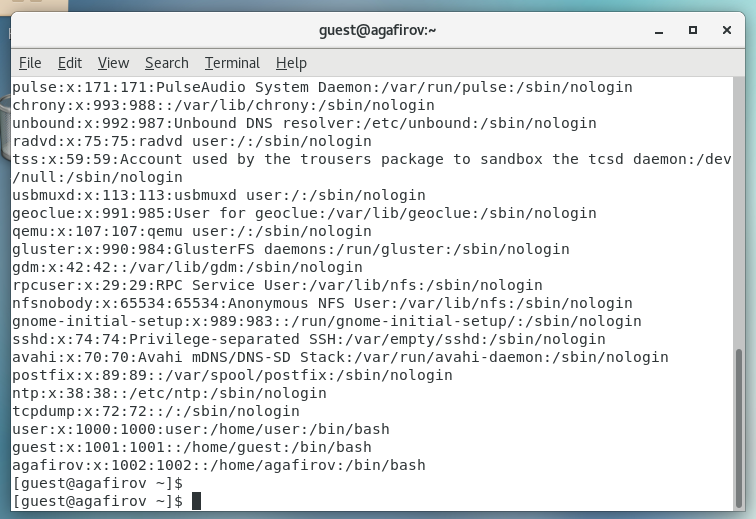 guest@agafirov:~
File Edit View Search Terminal Help
pulse:x:171:171:PulseAudio System Daemon:/var/run/pulse:/sbin/nologin
chrony:x:993:988::/var/lib/chrony:/sbin/nologin
unbound:x:992:987:Unbound DNS resolver:/etc/unbound:/sbin/nologin
radvd:x:75:75:radvd user:/:/sbin/nologin
tss:x:59:59:Account used by the trousers package to sandbox the tcsd daemon:/dev
/null:/sbin/nologin
usbmuxd:x:113:113:usbmuxd user:/:/sbin/nologin
geoclue:x:991:985:User for geoclue:/var/lib/geoclue:/sbin/nologin
qemu:x:107:107:qemu user:/:/sbin/nologin
gluster:x:990:984:GlusterFS daemons:/run/gluster:/sbin/nologin
gdm:x:42:42::/var/lib/gdm:/sbin/nologin
rpcuser:x:29:29:RPC Service User:/var/lib/nfs:/sbin/nologin
nfsnobody:x:65534:65534:Anonymous NFS User:/var/lib/nfs:/sbin/nologin
gnome-initial-setup:x:989:983::/run/gnome-initial-setup/:/sbin/nologin
sshd:x:74:74:Privilege-separated SSH:/var/empty/sshd:/sbin/nologin
avahi:x:70:70:Avahi mDNS/DNS-SD Stack:/var/run/avahi-daemon:/sbin/nologin
postfix:x:89:89::/var/spool/postfix:/sbin/nologin
ntp:x:38:38::/etc/ntp:/sbin/nologin
tcpdump:x:72:72::/:/sbin/nologin
user:x:1000:1000:user:/home/user:/bin/bash
guest:x:1001:1001::/home/guest:/bin/bash
agafirov:x:1002:1002::/home/agafirov:/bin/bash
[guest@agafirov ~]$
[guest@agafirov ~]$